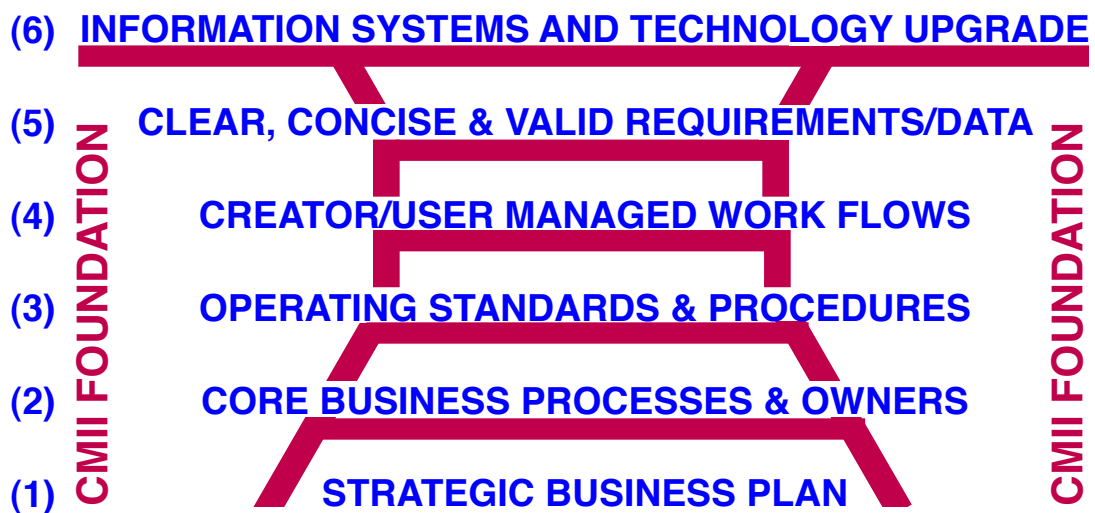 (6) INFORMATION SYSTEMS AND TECHNOLOGY UPGRADE
(5) CLEAR, CONCISE & VALID REQUIREMENTS/DATA
(4) CREATOR/USER MANAGED WORK FLOWS
(3) OPERATING STANDARDS & PROCEDURES
(2) CORE BUSINESS PROCESSES & OWNERS
(1) STRATEGIC BUSINESS PLAN
CMII FOUNDATION
CMII FOUNDATION